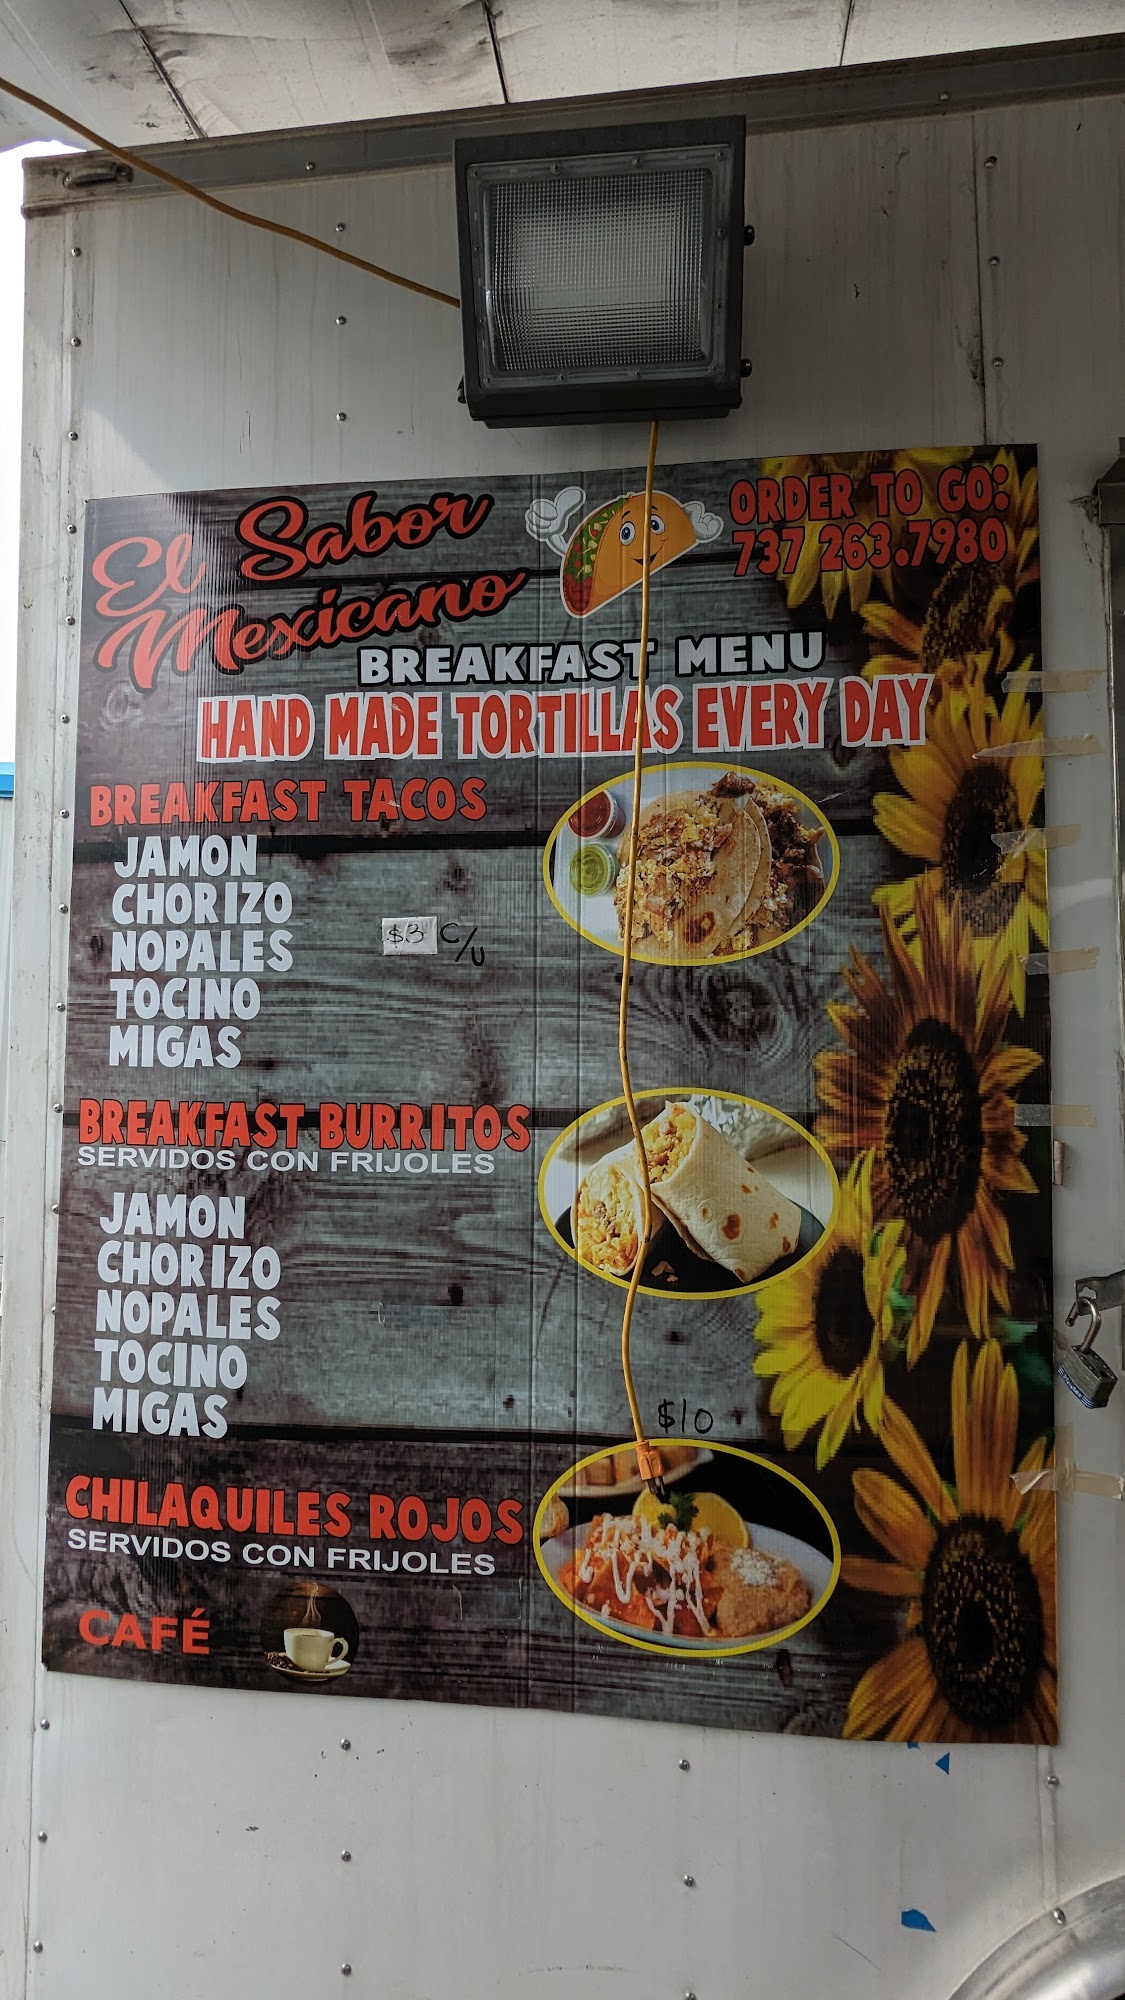 El Sabor
Mexicano
ORDER TO GO:
737 263.7980
BREAKFAST MENU
HAND MADE TORTILLAS EVERY DAY
BREAKFAST TACOS
JAMON
CHORIZO
NOPALES
TOCINO
MIGAS
$3 C/U
BREAKFAST BURRITOS
SERVIDOS CON FRIJOLES
JAMON
CHORIZO
NOPALES
TOCINO
MIGAS
$10
CHILAQUILES ROJOS
SERVIDOS CON FRIJOLES
CAFÉ